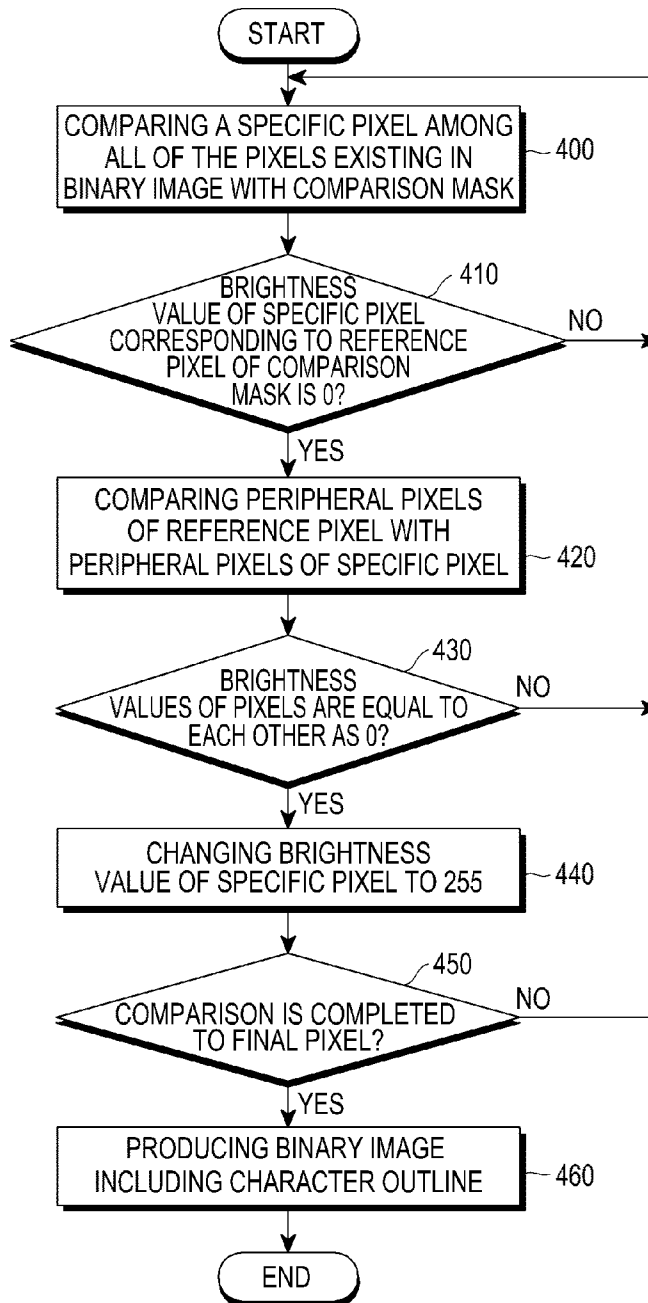 START
COMPARING A SPECIFIC PIXEL AMONG
ALL OF THE PIXELS EXISTING IN
BINARY IMAGE WITH COMPARISON MASK
400
BRIGHTNESS
VALUE OF SPECIFIC PIXEL
CORRESPONDING TO REFERENCE
PIXEL OF COMPARISON
MASK IS 0?
410
NO
YES
COMPARING PERIPHERAL PIXELS
OF REFERENCE PIXEL WITH
PERIPHERAL PIXELS OF SPECIFIC PIXEL
420
BRIGHTNESS
VALUES OF PIXELS ARE EQUAL TO
EACH OTHER AS 0?
430
NO
YES
CHANGING BRIGHTNESS
VALUE OF SPECIFIC PIXEL TO 255
440
COMPARISON IS COMPLETED
TO FINAL PIXEL?
450
NO
YES
PRODUCING BINARY IMAGE
INCLUDING CHARACTER OUTLINE
460
END